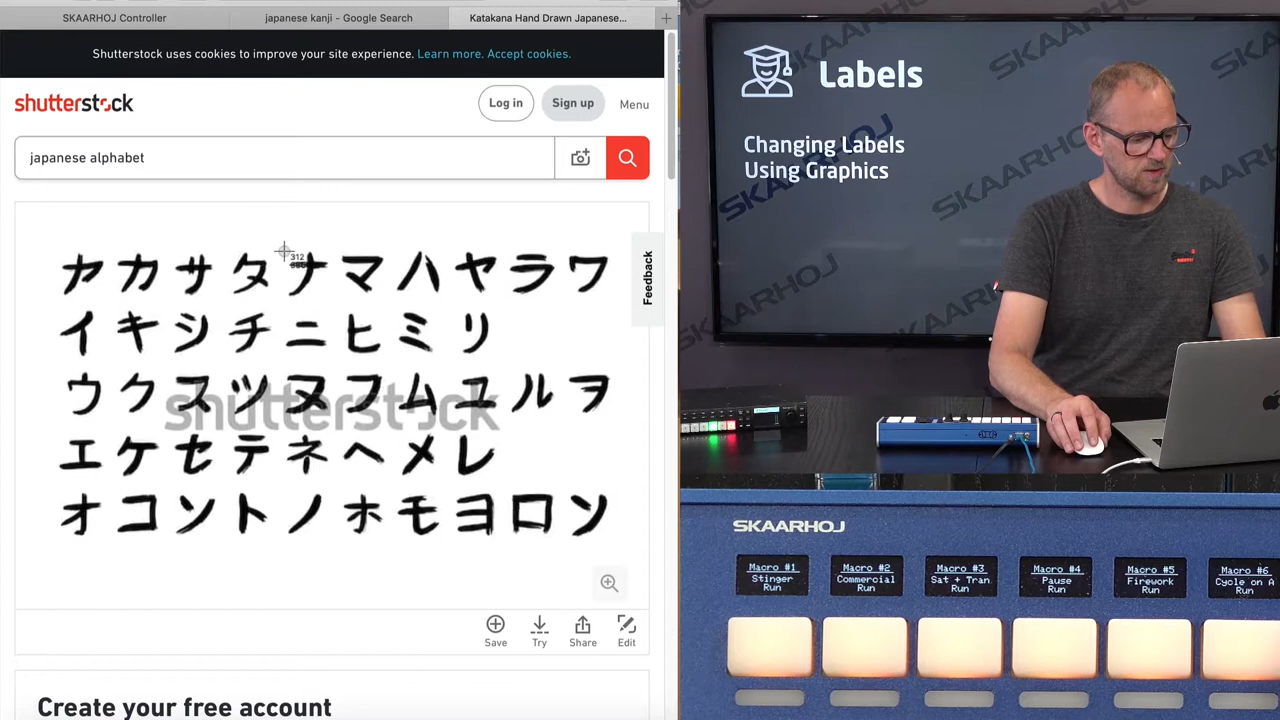 SKAARHOJ Controller
japanese kanji - Google Search
Katakana Hand Drawn Japanese...
Shutterstock uses cookies to improve your site experience. Learn more. Accept cookies.
shutterstock
Log in
Sign up
Menu
japanese alphabet
Feedback
ヤカサタナマハヤラワ
イキシチニヒミリ
ウクスツヌフムユルヲ
エケセテネヘメレ
オコソトノホモヨロン
shutterstock
312
Save
Try
Share
Edit
Create your free account
Labels
Changing Labels
Using Graphics
SKAARHOJ
SKAARHOJ
SKAARHOJ
SKAARHOJ
SKAARHOJ
Macro #1
Stinger
Run
Macro #2
Commercial
Run
Macro #3
Sat + Tran
Run
Macro #4
Pause
Run
Macro #5
Firework
Run
Macro #6
Cycle on A
Run